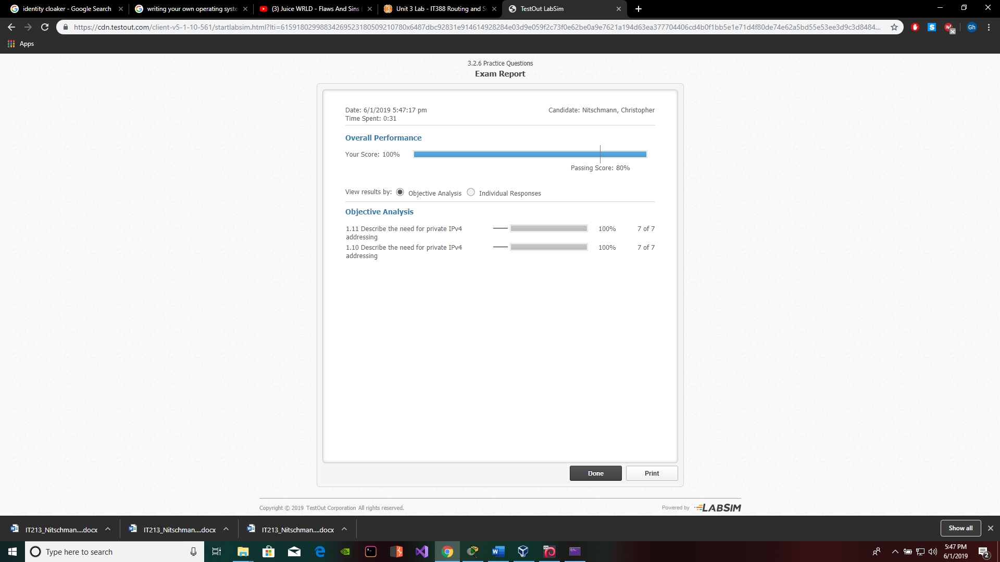 identity cloaker - Google Search
writing your own operating syste
(3) Juice WRLD - Flaws And Sins
Unit 3 Lab - IT388 Routing and S
TestOut LabSim
https://cdn.testout.com/client-v5-1-10-561/startlabsim.html?lti=6159180299883426952318050921078​0x6487dbc92831e914614928284e03d9e059f2c73f0e62be0a9e7621a194d63ea377704406cd4b0f1bb5e1e71d4f80de74e62a5bd55e53ee3d9c3d8484...
Gh
Apps
3.2.6 Practice Questions
Exam Report
Date: 6/1/2019 5:47:17 pm
Candidate: Nitschmann, Christopher
Time Spent: 0:31
Overall Performance
Your Score: 100%
Passing Score: 80%
View results by: Objective Analysis Individual Responses
Objective Analysis
1.11 Describe the need for private IPv4
addressing
100% 7 of 7
1.10 Describe the need for private IPv4
addressing
100% 7 of 7
Done
Print
Copyright © 2019 TestOut Corporation All rights reserved.
Powered by LABSIM
IT213_Nitschman....docx
IT213_Nitschman....docx
IT213_Nitschman....docx
Show all
Type here to search
5:47 PM
6/1/2019
2